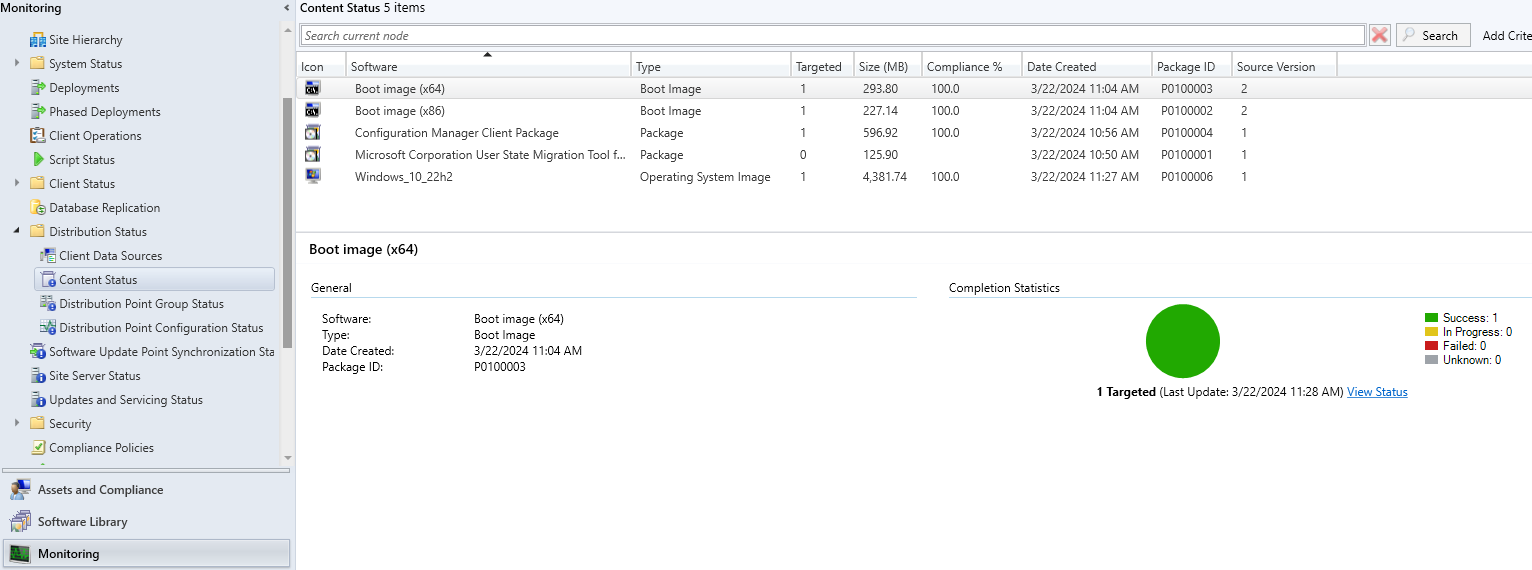 Monitoring
Site Hierarchy
System Status
Deployments
Phased Deployments
Client Operations
Script Status
Client Status
Database Replication
Distribution Status
Client Data Sources
Content Status
Distribution Point Group Status
Distribution Point Configuration Status
Software Update Point Synchronization Sta
Site Server Status
Updates and Servicing Status
Security
Compliance Policies
Assets and Compliance
Software Library
Monitoring
Content Status 5 items
Search current node
Search Add Crite
Icon Software Type Targeted Size (MB) Compliance % Date Created Package ID Source Version
Boot image (x64) Boot Image 1 293.80 100.0 3/22/2024 11:04 AM P0100003 2
Boot image (x86) Boot Image 1 227.14 100.0 3/22/2024 11:04 AM P0100002 2
Configuration Manager Client Package Package 1 596.92 100.0 3/22/2024 10:56 AM P0100004 1
Microsoft Corporation User State Migration Tool f... Package 0 125.90 3/22/2024 10:50 AM P0100001 1
Windows_10_22h2 Operating System Image 1 4,381.74 100.0 3/22/2024 11:27 AM P0100006 1
Boot image (x64)
General
Software: Boot image (x64)
Type: Boot Image
Date Created: 3/22/2024 11:04 AM
Package ID: P0100003
Completion Statistics
Success: 1
In Progress: 0
Failed: 0
Unknown: 0
1 Targeted (Last Update: 3/22/2024 11:28 AM) View Status